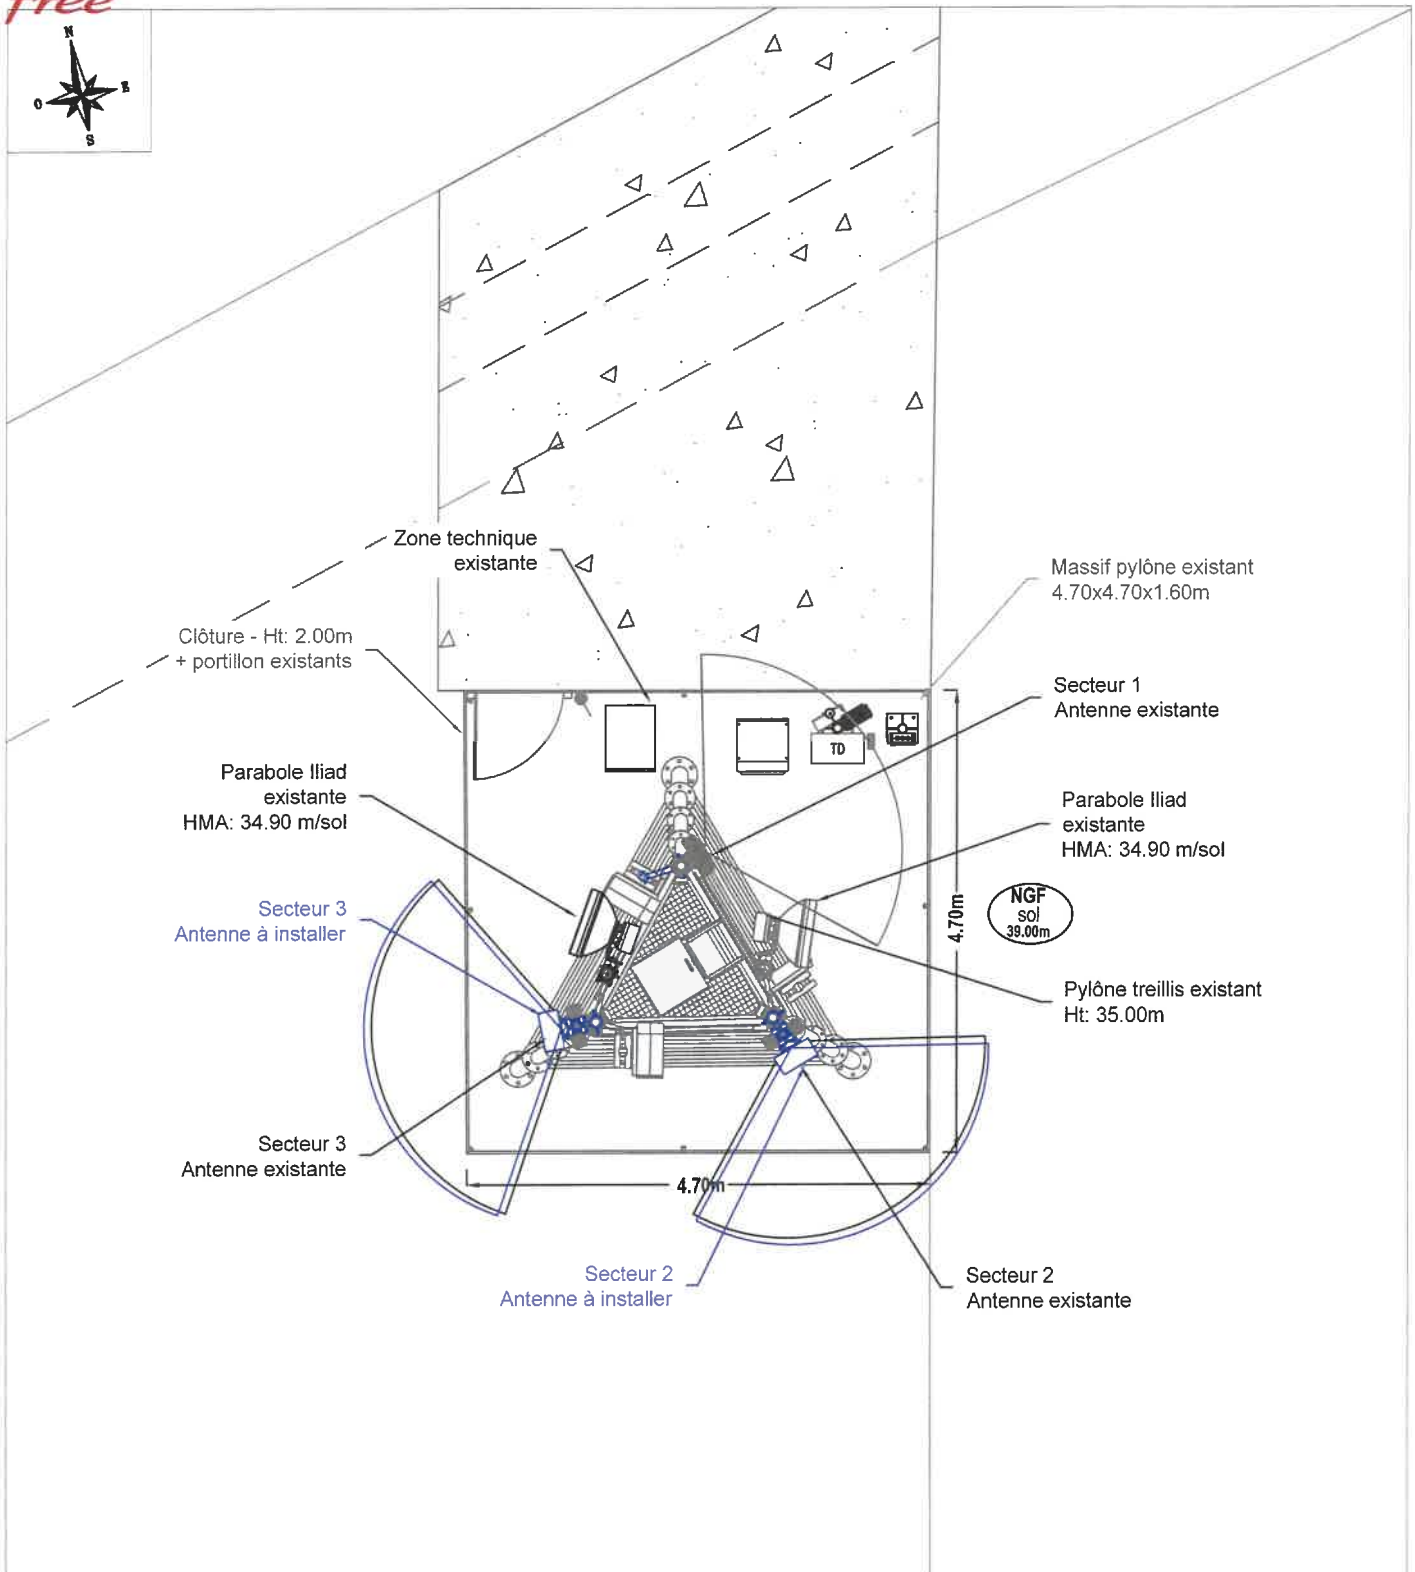 free
N
O
E
S
Zone technique
existante
Massif pylône existant
4.70x4.70x1.60m
Clôture - Ht: 2.00m
+ portillon existants
Secteur 1
Antenne existante
TD
Parabole Iliad
existante
HMA: 34.90 m/sol
Parabole Iliad
existante
HMA: 34.90 m/sol
Secteur 3
Antenne à installer
4.70m
NGF
sol
39.00m
Pylône treillis existant
Ht: 35.00m
Secteur 3
Antenne existante
4.70m
Secteur 2
Antenne à installer
Secteur 2
Antenne existante